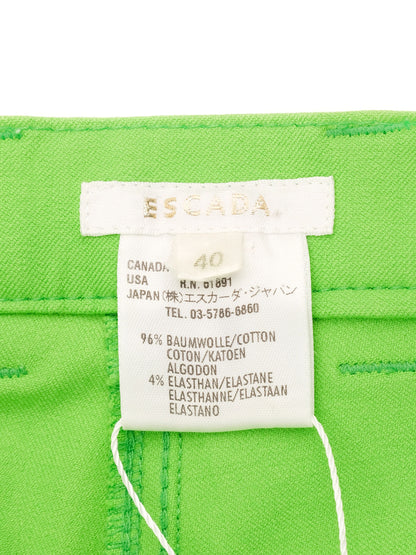 ESCADA
40
CANADA
USA R.N. 61891
JAPAN (株)エスカーダ・ジャパン
TEL. 03-5786-6860
96% BAUMWOLLE/COTTON
COTON/KATOEN
ALGODON
4% ELASTHAN/ELASTANE
ELASTHANNE/ELASTAAN
ELASTANO